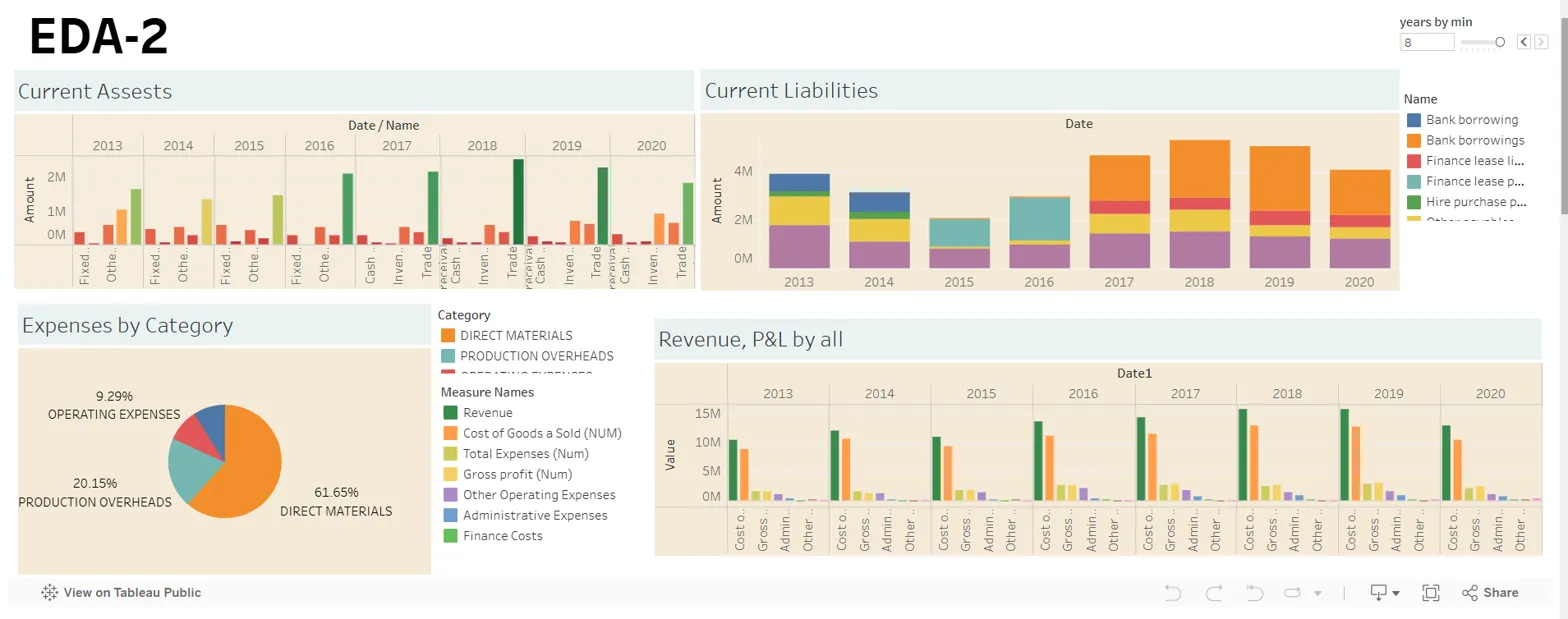 EDA-2
years by min
8
Current Assests
Date / Name
2013 2014 2015 2016 2017 2018 2019 2020
Amount
2M
1M
0M
Fixed.. Othe.. Fixed.. Othe.. Fixed.. Othe.. Fixed.. Cash .. Inven.. Trade receiva.. Cash .. Inven.. Trade receiva.. Cash .. Inven.. Trade receiva.. Cash .. Inven.. Trade
Current Liabilities
Date
Amount
4M
2M
0M
2013 2014 2015 2016 2017 2018 2019 2020
Name
Bank borrowing
Bank borrowings
Finance lease li...
Finance lease p...
Hire purchase p...
Other payables
Expenses by Category
9.29%
OPERATING EXPENSES
20.15%
PRODUCTION OVERHEADS
61.65%
DIRECT MATERIALS
Category
DIRECT MATERIALS
PRODUCTION OVERHEADS
OPERATING EXPENSES
Measure Names
Revenue
Cost of Goods a Sold (NUM)
Total Expenses (Num)
Gross profit (Num)
Other Operating Expenses
Administrative Expenses
Finance Costs
Revenue, P&L by all
Date1
2013 2014 2015 2016 2017 2018 2019 2020
Value
15M
10M
5M
0M
Cost o.. Gross .. Admin.. Other .. Cost o.. Gross .. Admin.. Other .. Cost o.. Gross .. Admin.. Other .. Cost o.. Gross .. Admin.. Other .. Cost o.. Gross .. Admin.. Other .. Cost o.. Gross .. Admin.. Other .. Cost o.. Gross .. Admin.. Other .. Cost o.. Gross .. Admin.. Other ..
View on Tableau Public
Share